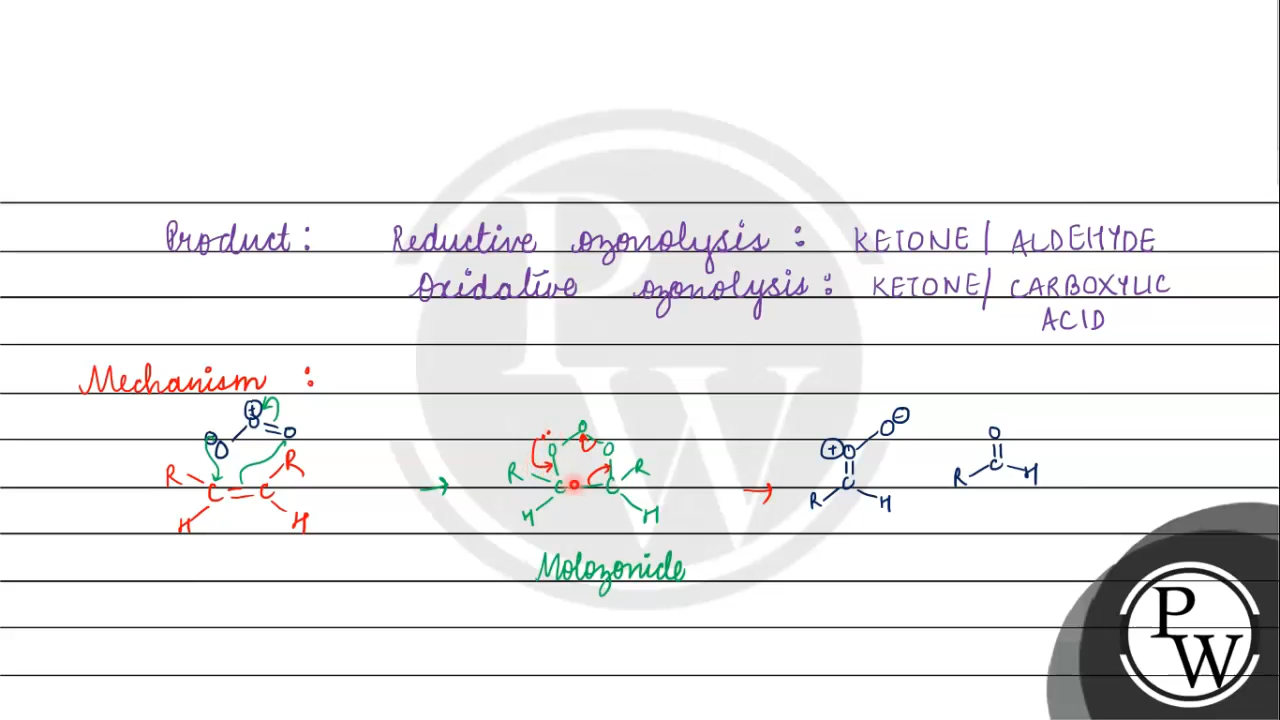 Product : Reductive ozonolysis : KETONE / ALDEHYDE
Oxidative ozonolysis : KETONE / CARBOXYLIC
ACID
Mechanism :
+
O
⊖O = O
R R
C = C
H H
→
O
O O
R C C R
H H
→
⊕O O⊖
C
R H
O
C
R H
Molozonide
P
W
P
W